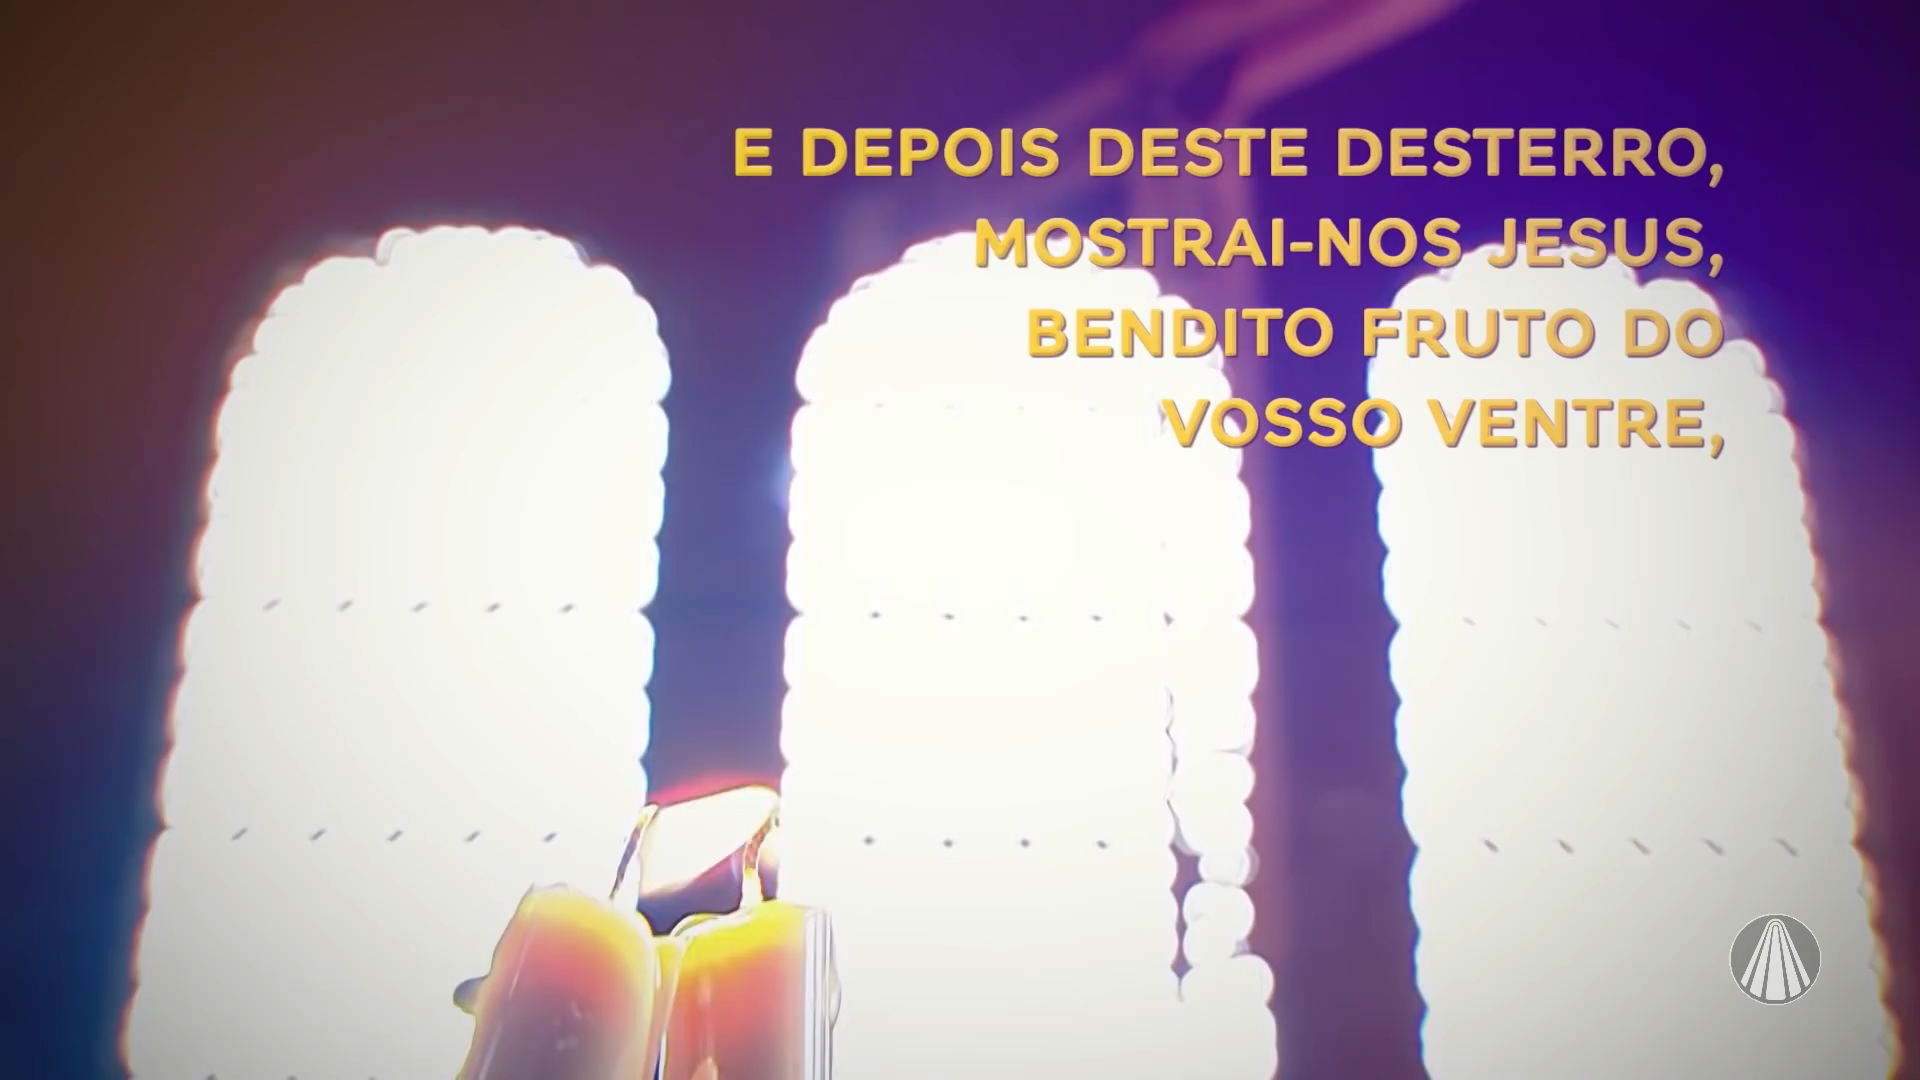 E DEPOIS DESTE DESTERRO,
MOSTRAI-NOS JESUS,
BENDITO FRUTO DO
VOSSO VENTRE,